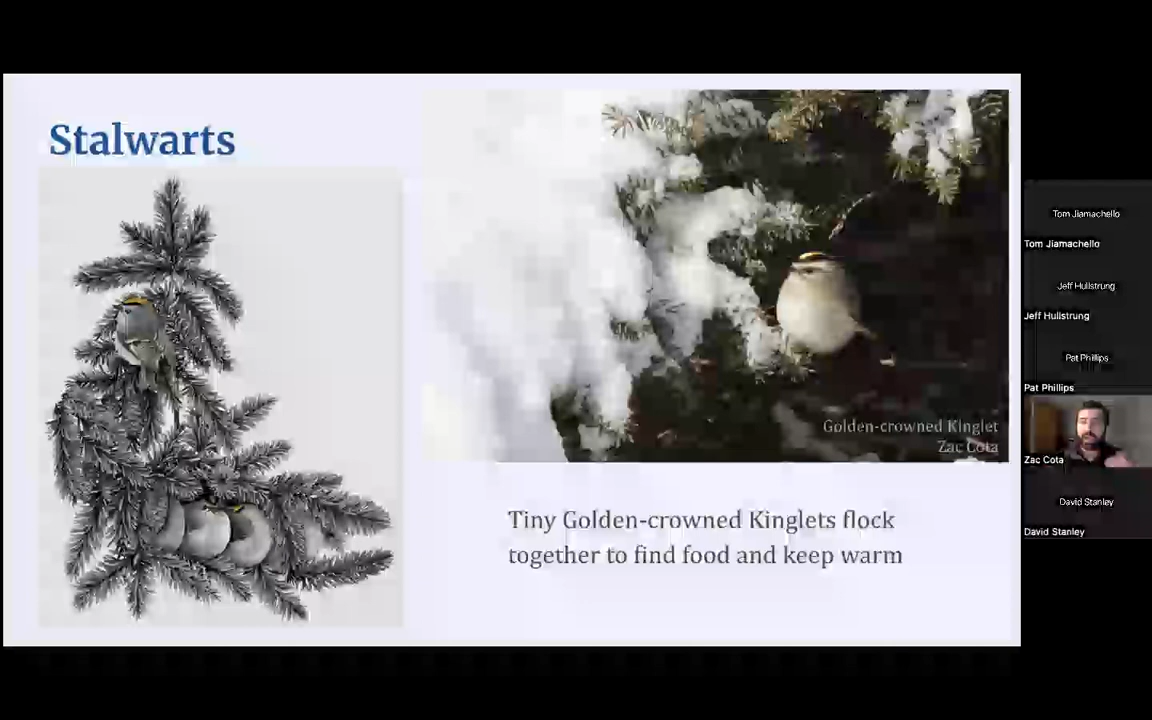 Stalwarts
Golden-crowned Kinglet
Zac Cota
Tiny Golden-crowned Kinglets flock
together to find food and keep warm
Tom Jiamachello
Tom Jiamachello
Jeff Hullstrung
Jeff Hullstrung
Pat Phillips
Pat Phillips
Zac Cota
David Stanley
David Stanley